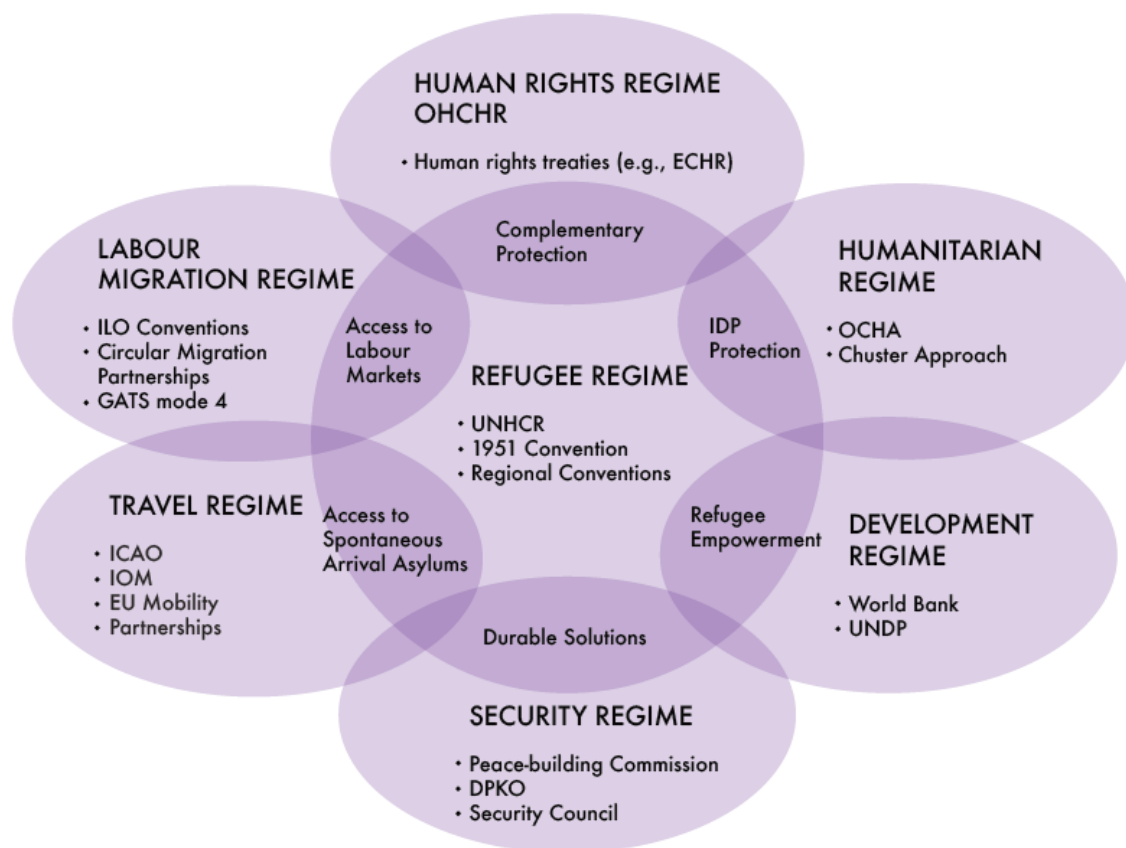 HUMAN RIGHTS REGIME
OHCHR
• Human rights treaties (e.g., ECHR)
Complementary
Protection
LABOUR
MIGRATION REGIME
• ILO Conventions
• Circular Migration
Partnerships
• GATS mode 4
Access to
Labour
Markets
HUMANITARIAN
REGIME
• OCHA
• Chuster Approach
IDP
Protection
REFUGEE REGIME
• UNHCR
• 1951 Convention
• Regional Conventions
TRAVEL REGIME
• ICAO
• IOM
• EU Mobility
• Partnerships
Access to
Spontaneous
Arrival Asylums
Refugee
Empowerment
DEVELOPMENT
REGIME
• World Bank
• UNDP
Durable Solutions
SECURITY REGIME
• Peace-building Commission
• DPKO
• Security Council